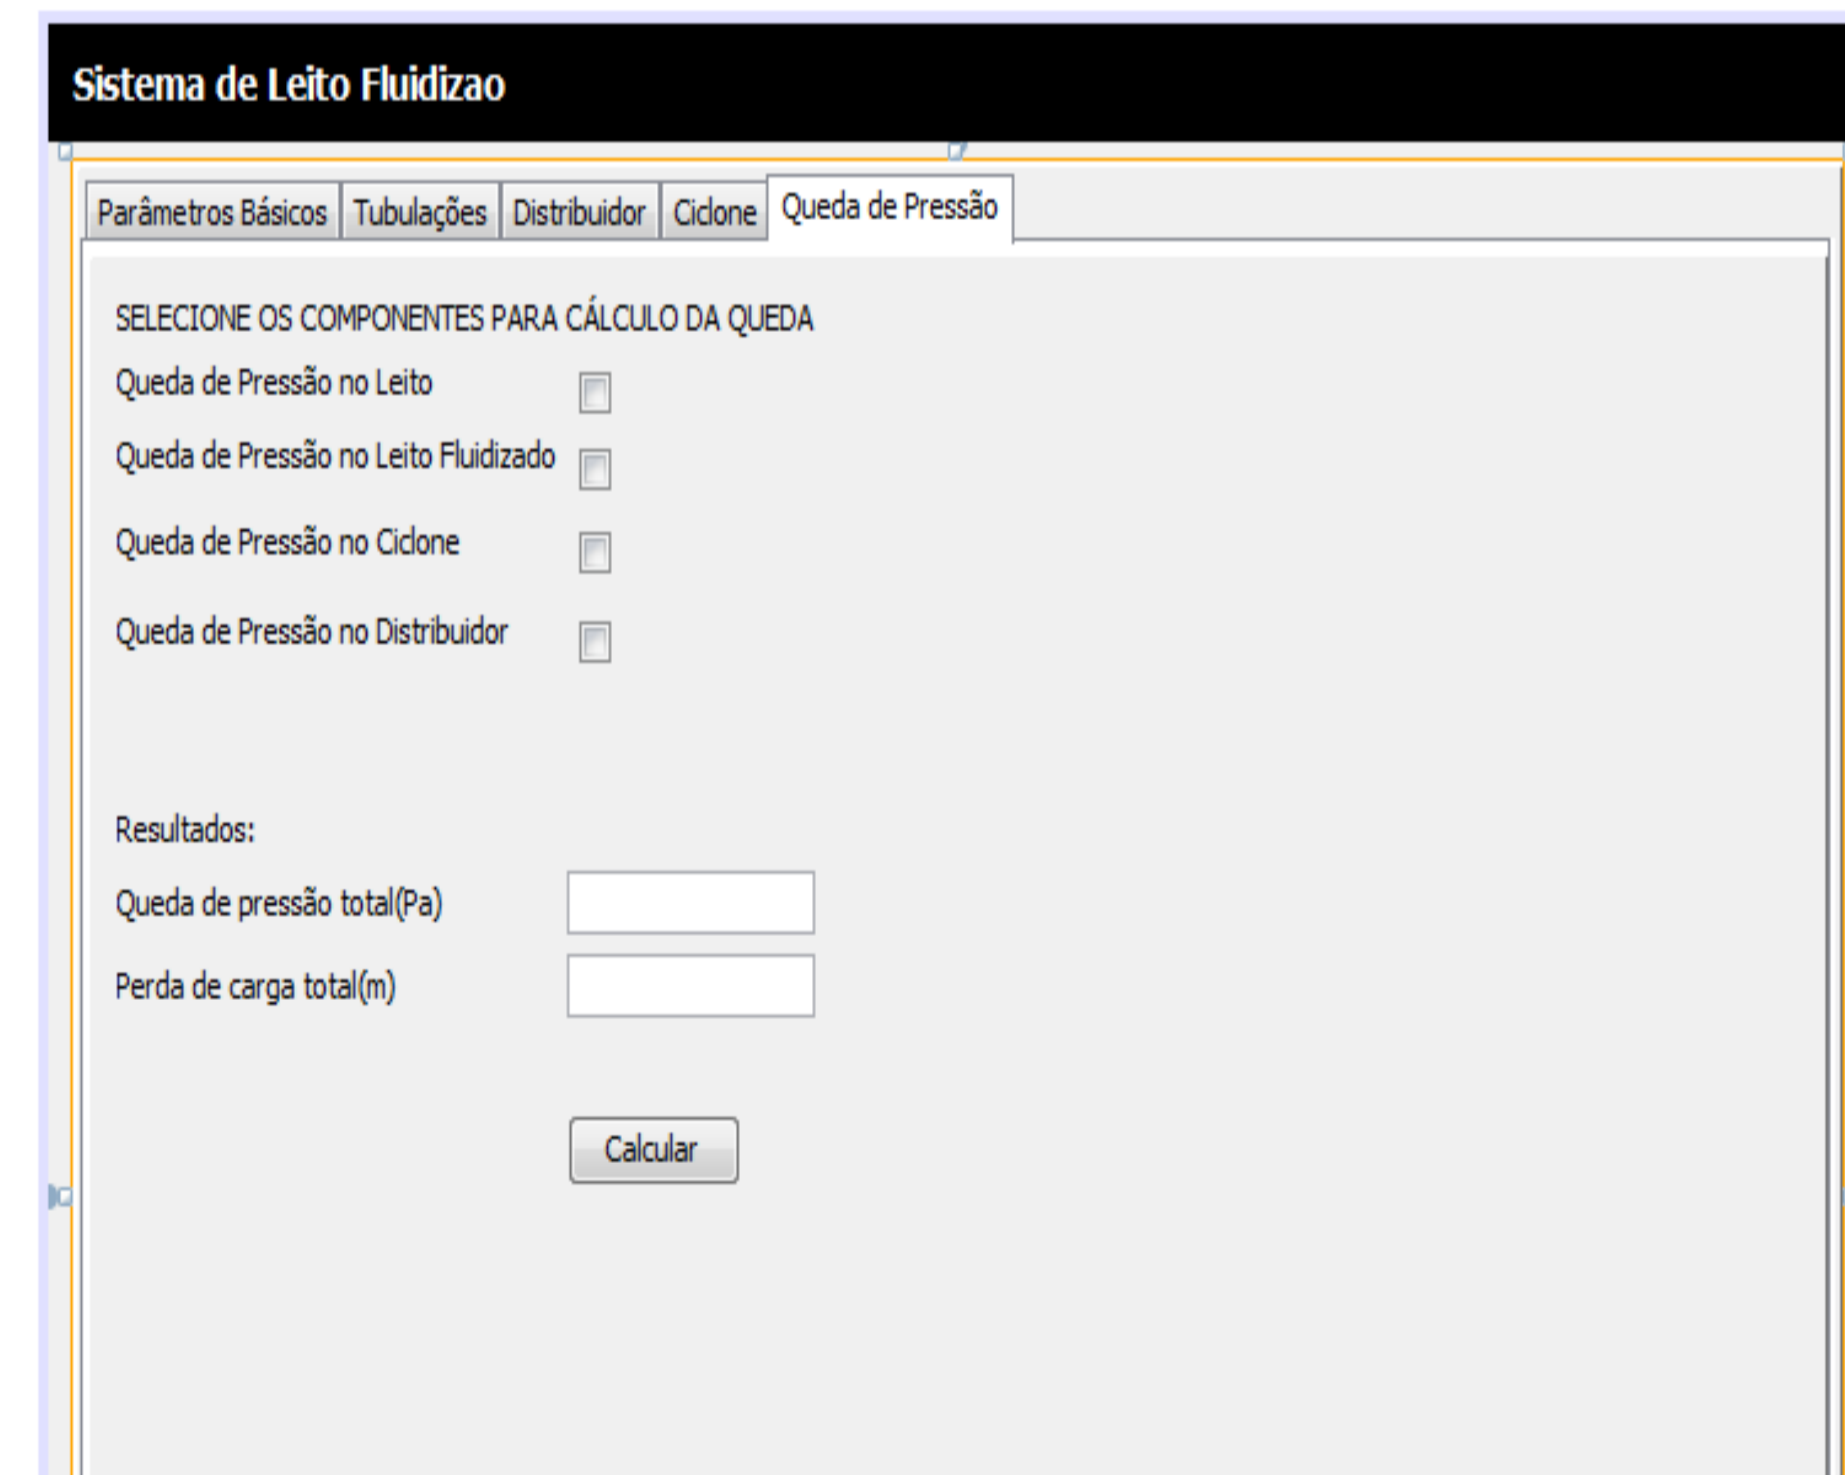 Sistema de Leito Fluidizao
Parâmetros Básicos Tubulações Distribuidor Ciclone Queda de Pressão
SELECIONE OS COMPONENTES PARA CÁLCULO DA QUEDA
Queda de Pressão no Leito
Queda de Pressão no Leito Fluidizado
Queda de Pressão no Ciclone
Queda de Pressão no Distribuidor
Resultados:
Queda de pressão total(Pa)
Perda de carga total(m)
Calcular